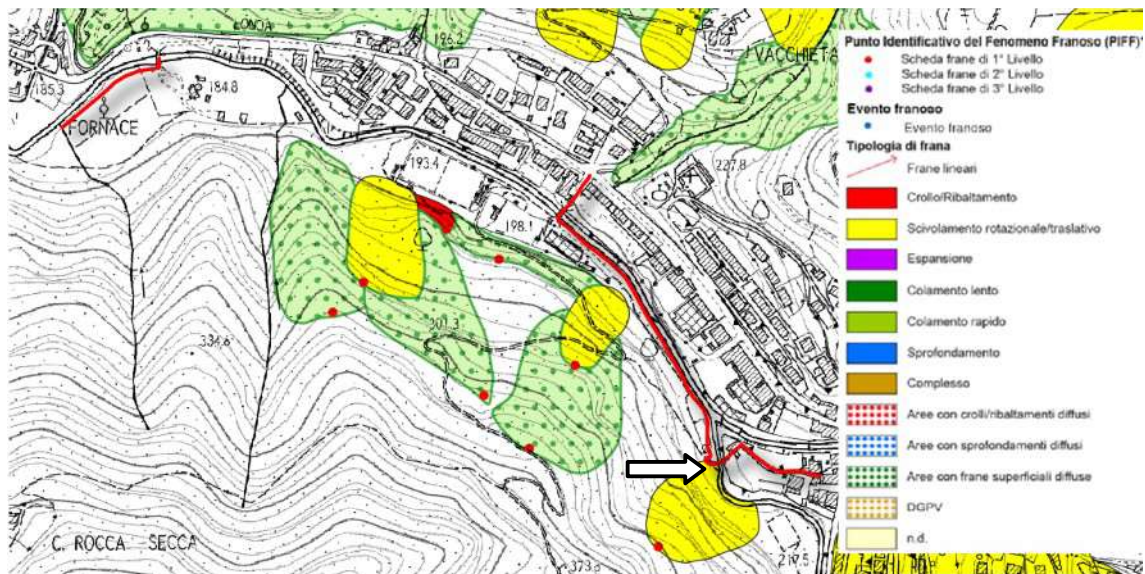 ONDA
196.2
VACCHIETA
185.3
184.8
FORNACE
193.4
227.8
198.1
301.3
334.6
C. ROCCA SECCA
373.5
217.5
Punto Identificativo del Fenomeno Franoso (PIFF)*
Scheda frane di 1° Livello
Scheda frane di 2° Livello
Scheda frane di 3° Livello
Evento franoso
Evento franoso
Tipologia di frana
Frane lineari
Crollo/Ribaltamento
Scivolamento rotazionale/traslativo
Espansione
Colamento lento
Colamento rapido
Sprofondamento
Complesso
Aree con crolli/ribaltamenti diffusi
Aree con sprofondamenti diffusi
Aree con frane superficiali diffuse
DGPV
n.d.